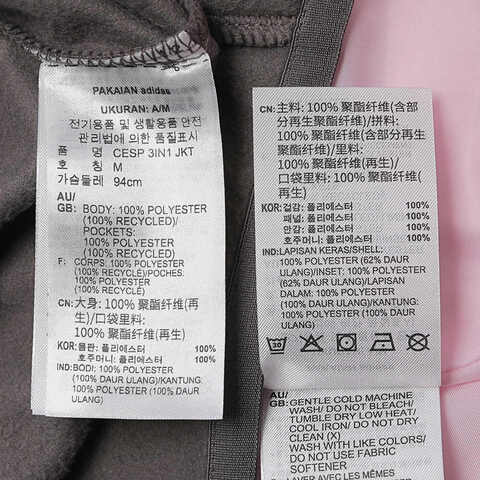 PAKAIAN adidas
UKURAN: A/M
전기용품 및 생활용품 안전
관리법에 의한 품질표시
품 명 CESP 3IN1 JKT
호 칭 M
가슴둘레 94cm
AU/
GB: BODY: 100% POLYESTER
(100% RECYCLED)/
POCKETS:
100% POLYESTER
(100% RECYCLED)
F: CORPS: 100% POLYESTER
(100% RECYCLÉ)/POCHES:
100% POLYESTER
(100% RECYCLÉ)
CN: 大身: 100% 聚酯纤维(再
生)/口袋里料:
100% 聚酯纤维(再生)
KOR: 몸판: 폴리에스터 100%
호주머니: 폴리에스터 100%
IND: BODI: 100% POLYESTER
(100% DAUR ULANG)/KANTUNG:
100% POLYESTER (100% DAUR
ULANG)
CN: 主料: 100% 聚酯纤维(含部
分再生聚酯纤维)/拼料:
100% 聚酯纤维(含部分再生
聚酯纤维)/里料:
100% 聚酯纤维(再生)/
口袋里料: 100% 聚酯纤维(再
生)
KOR: 겉감: 폴리에스터 100%
패널: 폴리에스터 100%
안감: 폴리에스터 100%
호주머니: 폴리에스터 100%
IND: LAPISAN KERAS/SHELL:
100% POLYESTER (62% DAUR
ULANG)/INSET: 100% POLYESTER
(62% DAUR ULANG)/LAPISAN
DALAM: 100% POLYESTER
(100% DAUR ULANG)/KANTUNG:
100% POLYESTER (100% DAUR
ULANG)
30
AU/
GB: GENTLE COLD MACHINE
WASH/ DO NOT BLEACH/
TUMBLE DRY LOW HEAT/
COOL IRON/ DO NOT DRY
CLEAN (X)
WASH WITH LIKE COLORS/
DO NOT USE FABRIC
SOFTENER
F: LAVER AVEC LES MÊMES